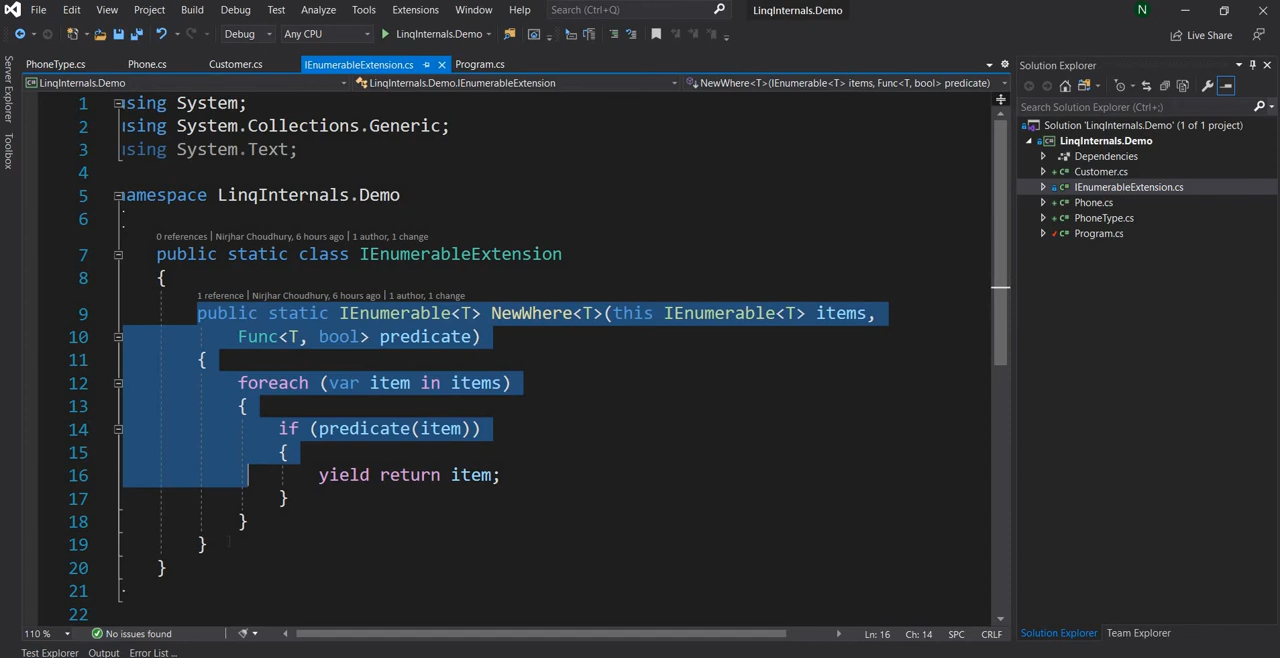 File Edit View Project Build Debug Test Analyze Tools Extensions Window Help Search (Ctrl+Q) LinqInternals.Demo N
Debug Any CPU LinqInternals.Demo Live Share
Server Explorer
Toolbox
PhoneType.cs Phone.cs Customer.cs IEnumerableExtension.cs Program.cs
LinqInternals.Demo LinqInternals.Demo.IEnumerableExtension NewWhere<T>(IEnumerable<T> items, Func<T, bool> predicate)
1 using System;
2 using System.Collections.Generic;
3 using System.Text;
4
5 namespace LinqInternals.Demo
6
0 references | Nirjhar Choudhury, 6 hours ago | 1 author, 1 change
7 public static class IEnumerableExtension
8 {
1 reference | Nirjhar Choudhury, 6 hours ago | 1 author, 1 change
9 public static IEnumerable<T> NewWhere<T>(this IEnumerable<T> items,
10 Func<T, bool> predicate)
11 {
12 foreach (var item in items)
13 {
14 if (predicate(item))
15 {
16 yield return item;
17 }
18 }
19 }
20 }
21
22
110 % No issues found Ln: 16 Ch: 14 SPC CRLF
Test Explorer Output Error List ...
Solution Explorer
Search Solution Explorer (Ctrl+;)
Solution 'LinqInternals.Demo' (1 of 1 project)
LinqInternals.Demo
Dependencies
C# Customer.cs
C# IEnumerableExtension.cs
C# Phone.cs
C# PhoneType.cs
C# Program.cs
Solution Explorer Team Explorer